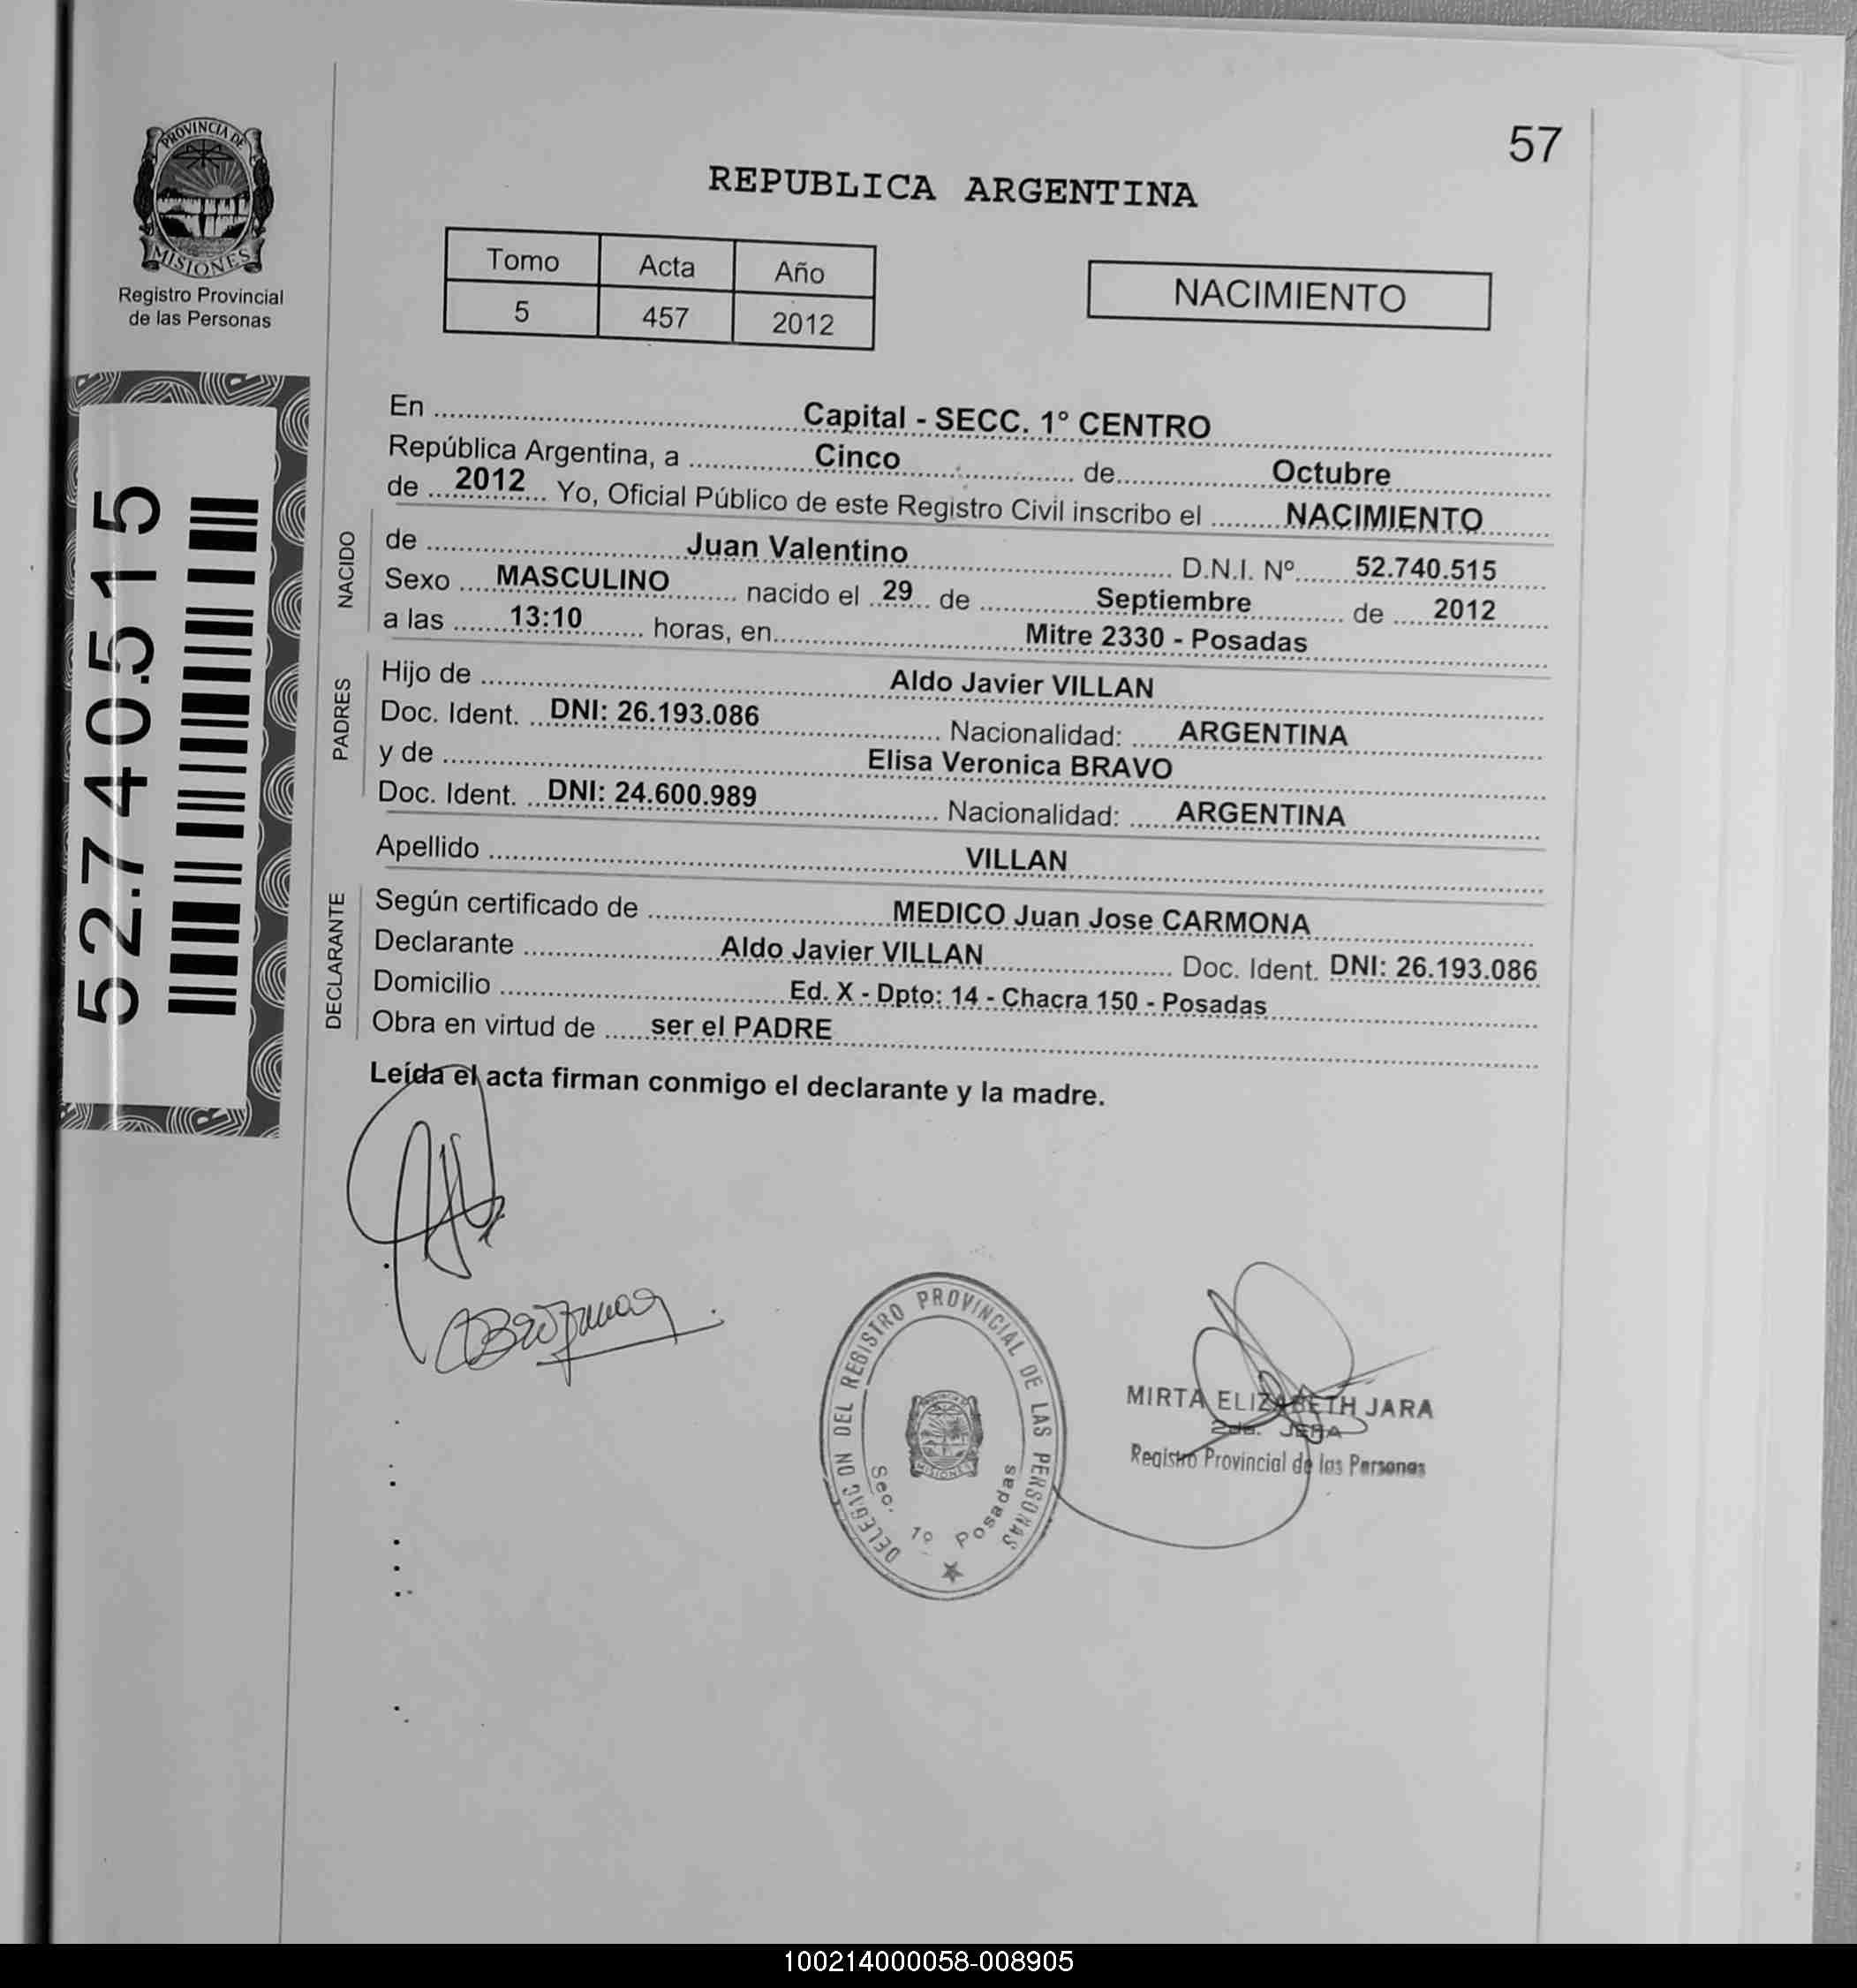 57
REPUBLICA ARGENTINA
PROVINCIA DE
MISIONES
Registro Provincial
de las Personas
Tomo Acta Año
5 457 2012
NACIMIENTO
52.740.515
En Capital - SECC. 1° CENTRO
República Argentina, a Cinco de Octubre
de 2012 Yo, Oficial Público de este Registro Civil inscribo el NACIMIENTO
NACIDO
de Juan Valentino D.N.I. Nº 52.740.515
Sexo MASCULINO nacido el 29 de Septiembre de 2012
a las 13:10 horas, en Mitre 2330 - Posadas
PADRES
Hijo de Aldo Javier VILLAN
Doc. Ident. DNI: 26.193.086 Nacionalidad: ARGENTINA
y de Elisa Veronica BRAVO
Doc. Ident. DNI: 24.600.989 Nacionalidad: ARGENTINA
Apellido VILLAN
DECLARANTE
Según certificado de MEDICO Juan Jose CARMONA
Declarante Aldo Javier VILLAN Doc. Ident. DNI: 26.193.086
Domicilio Ed. X - Dpto: 14 - Chacra 150 - Posadas
Obra en virtud de ser el PADRE
Leída el acta firman conmigo el declarante y la madre.
DELEGACION DEL REGISTRO PROVINCIAL DE LAS PERSONAS
MISIONES
Sec. 1º Posadas
MIRTA ELIZABETH JARA
2da. JEFA
Registro Provincial de las Personas
100214000058-008905